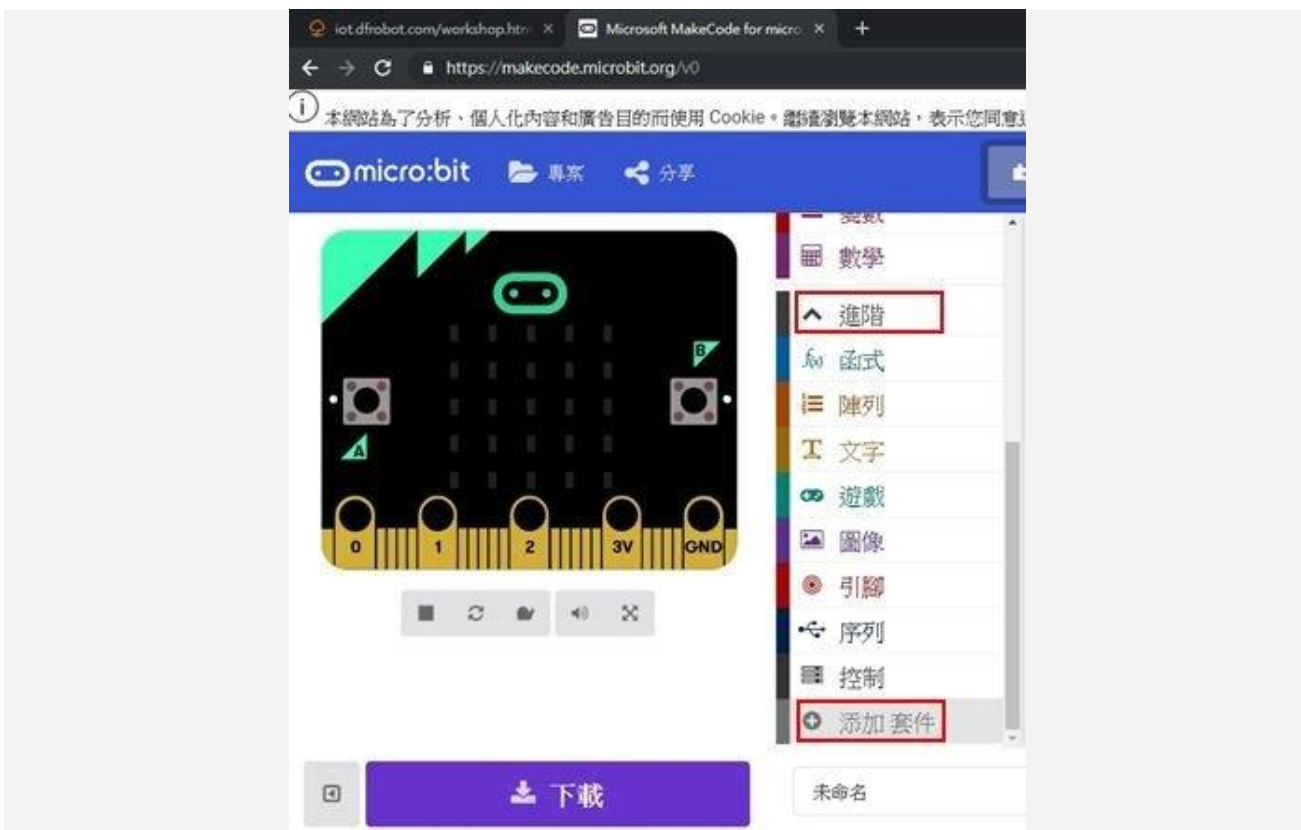 iot.dfrobot.com/workshop.htm
Microsoft MakeCode for micro
https://makecode.microbit.org/v0
本網站為了分析、個人化內容和廣告目的而使用 Cookie。繼續瀏覽本網站,表示您同意
micro:bit 專案 分享
變數
數學
進階
函式
陣列
文字
遊戲
圖像
引腳
序列
控制
添加 套件
A
B
0 1 2 3V GND
下載
未命名